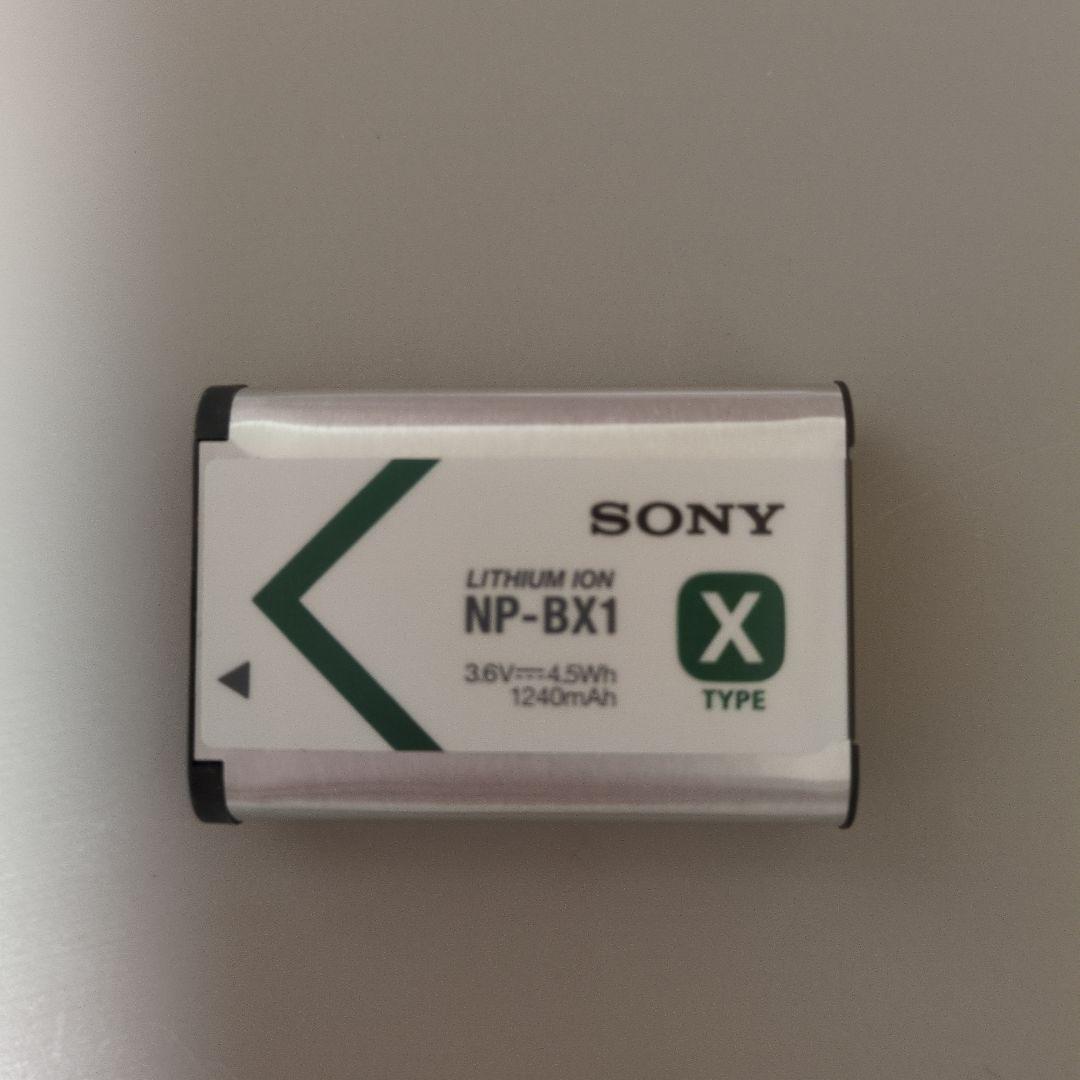 SONY
LITHIUM ION
NP-BX1
3.6V⎓4.5Wh
1240mAh
X
TYPE